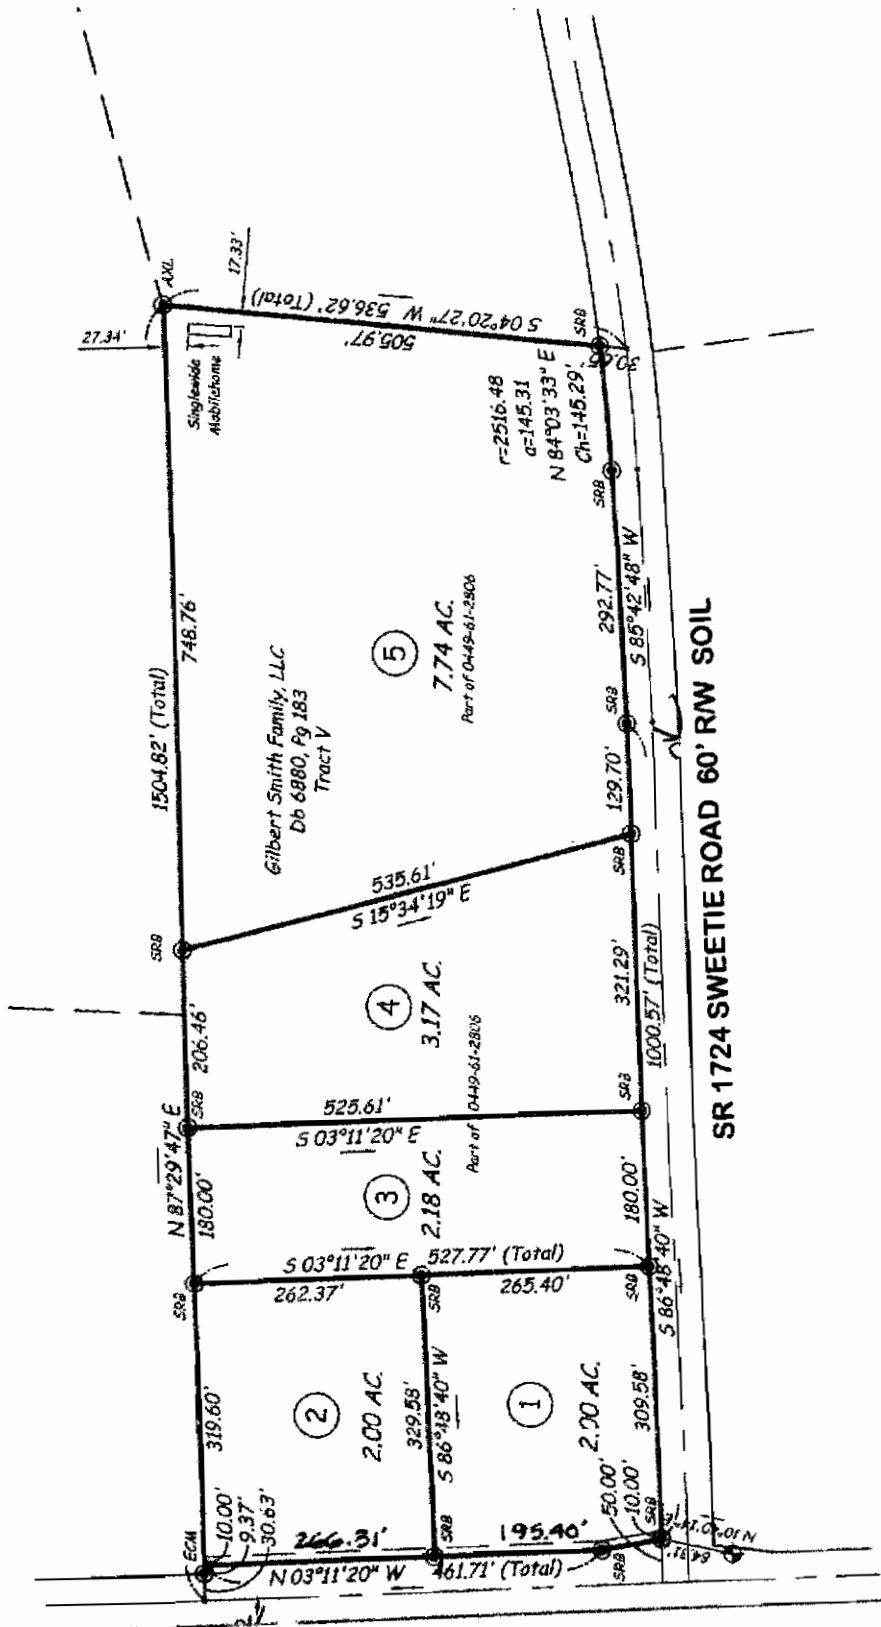 AXL
27.34'
17.33'
Singlewide
Mobilehome
S 04°20'27" W 536.62' (Total)
505.97'
SRB
30.65'
r=2516.48
a=145.31
N 84°03'33" E
Ch=145.29'
SRB
1504.82' (Total)
748.76'
Gilbert Smith Family, LLC
Db 6880, Pg 183
Tract V
5
7.74 AC.
Part of 0449-61-2806
292.77'
S 85°42'48" W
SRB
129.70'
SRB
535.61'
S 15°34'19" E
SRB
206.46'
4
3.17 AC.
Part of 0449-61-2806
321.29'
1000.57' (Total)
SR 1724 SWEETIE ROAD 60' R/W SOIL
SRB
N 87°29'47" E
180.00'
SRB
525.61'
S 03°11'20" E
3
2.18 AC.
180.00'
S 86°48'40" W
S 03°11'20" E
527.77' (Total)
262.37'
265.40'
SRB
SRB
SRB
319.60'
2
2.00 AC.
329.58'
S 86°48'40" W
1
2.00 AC.
309.58'
ECM
10.00'
9.37'
30.63'
266.31'
N 03°11'20" W
SRB
195.40'
461.71' (Total)
50.00'
10.00'
SRB
SRB
64.31'